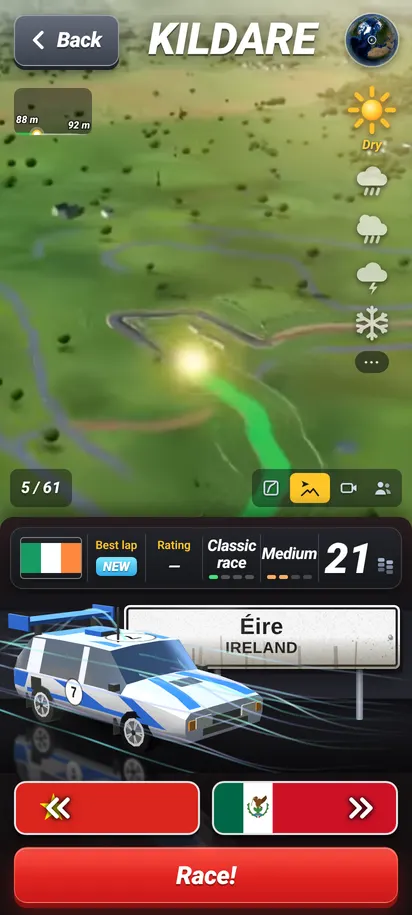 Back
KILDARE
88 m
92 m
Dry
5 / 61
Best lap
NEW
Rating
–
Classic
race
Medium
21
Éire
IRELAND
7
Race!